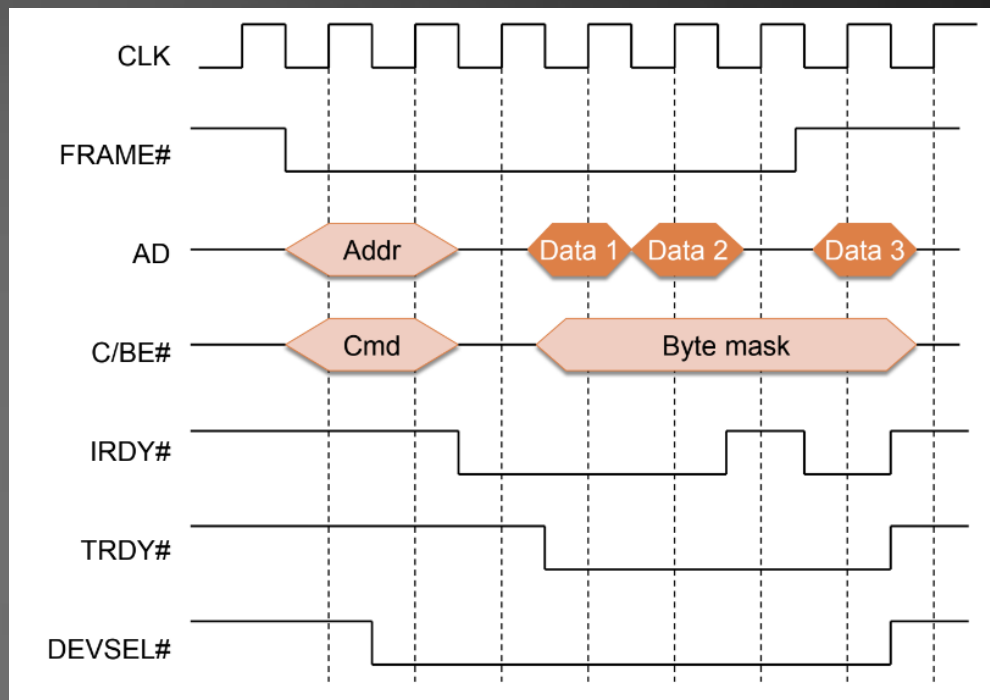 CLK
FRAME#
AD
Addr
Data 1
Data 2
Data 3
C/BE#
Cmd
Byte mask
IRDY#
TRDY#
DEVSEL#